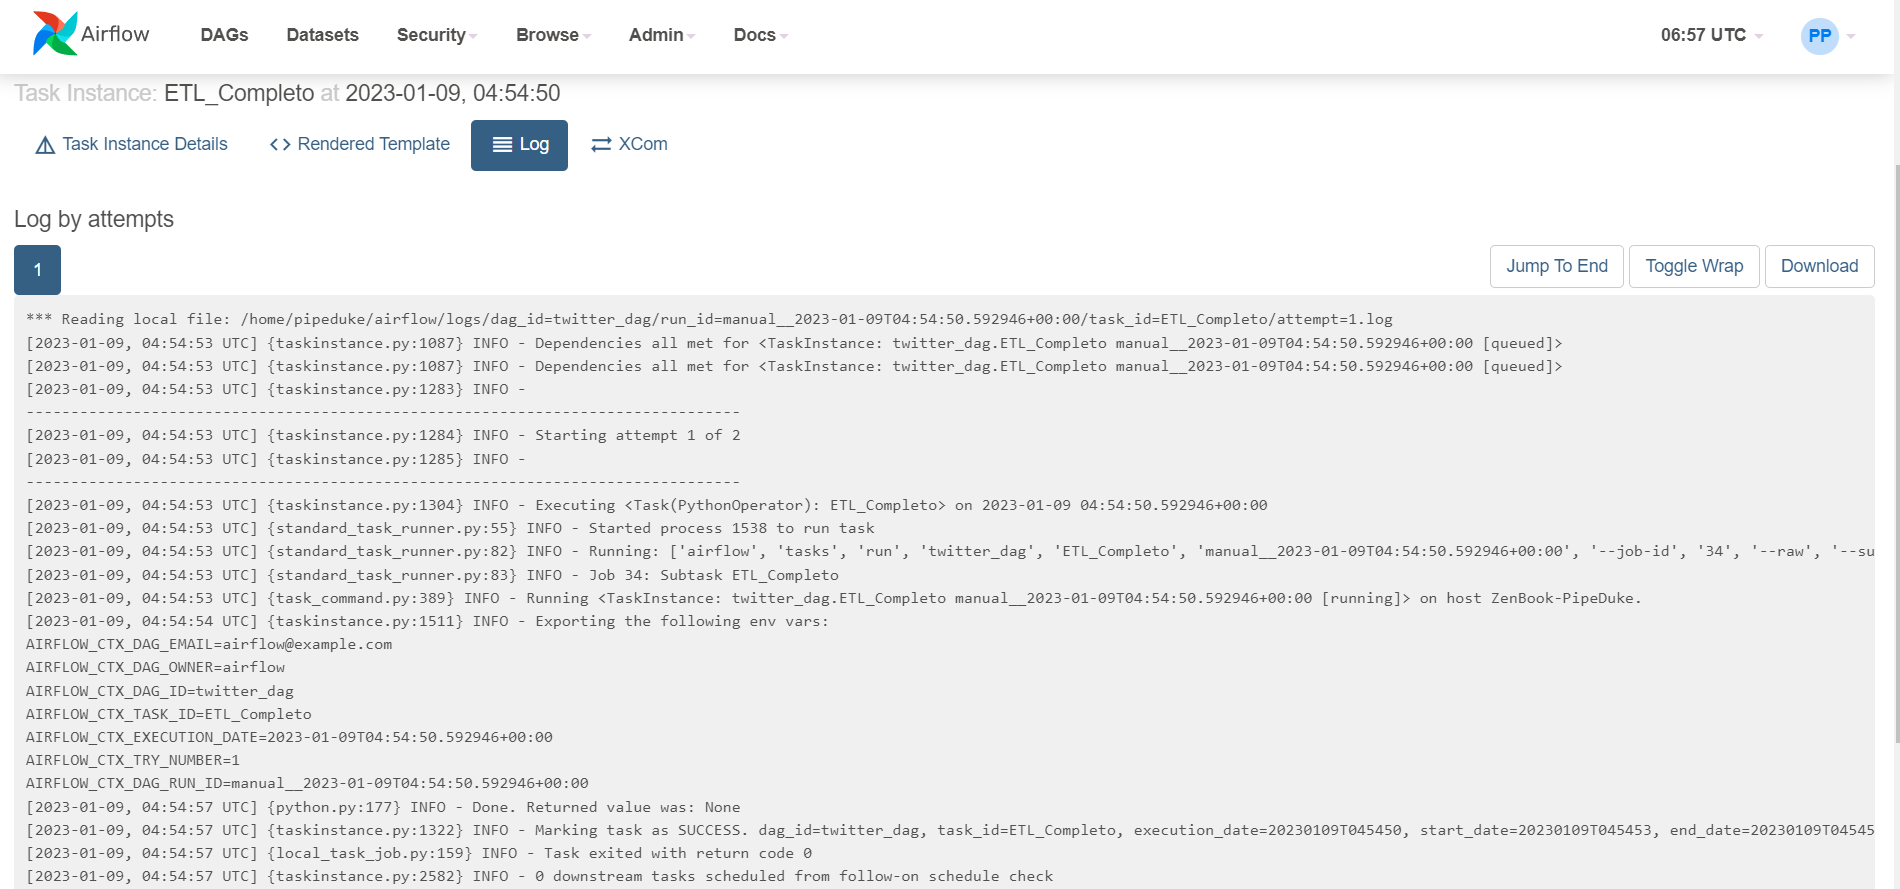 Airflow DAGs Datasets Security Browse Admin Docs 06:57 UTC PP
Task Instance: ETL_Completo at 2023-01-09, 04:54:50
Task Instance Details <> Rendered Template Log XCom
Log by attempts
1 Jump To End Toggle Wrap Download
*** Reading local file: /home/pipeduke/airflow/logs/dag_id=twitter_dag/run_id=manual__2023-01-09T04:54:50.592946+00:00/task_id=ETL_Completo/attempt=1.log
[2023-01-09, 04:54:53 UTC] {taskinstance.py:1087} INFO - Dependencies all met for <TaskInstance: twitter_dag.ETL_Completo manual__2023-01-09T04:54:50.592946+00:00 [queued]>
[2023-01-09, 04:54:53 UTC] {taskinstance.py:1087} INFO - Dependencies all met for <TaskInstance: twitter_dag.ETL_Completo manual__2023-01-09T04:54:50.592946+00:00 [queued]>
[2023-01-09, 04:54:53 UTC] {taskinstance.py:1283} INFO -
--------------------------------------------------------------------------------
[2023-01-09, 04:54:53 UTC] {taskinstance.py:1284} INFO - Starting attempt 1 of 2
[2023-01-09, 04:54:53 UTC] {taskinstance.py:1285} INFO -
--------------------------------------------------------------------------------
[2023-01-09, 04:54:53 UTC] {taskinstance.py:1304} INFO - Executing <Task(PythonOperator): ETL_Completo> on 2023-01-09 04:54:50.592946+00:00
[2023-01-09, 04:54:53 UTC] {standard_task_runner.py:55} INFO - Started process 1538 to run task
[2023-01-09, 04:54:53 UTC] {standard_task_runner.py:82} INFO - Running: ['airflow', 'tasks', 'run', 'twitter_dag', 'ETL_Completo', 'manual__2023-01-09T04:54:50.592946+00:00', '--job-id', '34', '--raw', '--su
[2023-01-09, 04:54:53 UTC] {standard_task_runner.py:83} INFO - Job 34: Subtask ETL_Completo
[2023-01-09, 04:54:53 UTC] {task_command.py:389} INFO - Running <TaskInstance: twitter_dag.ETL_Completo manual__2023-01-09T04:54:50.592946+00:00 [running]> on host ZenBook-PipeDuke.
[2023-01-09, 04:54:54 UTC] {taskinstance.py:1511} INFO - Exporting the following env vars:
AIRFLOW_CTX_DAG_EMAIL=airflow@example.com
AIRFLOW_CTX_DAG_OWNER=airflow
AIRFLOW_CTX_DAG_ID=twitter_dag
AIRFLOW_CTX_TASK_ID=ETL_Completo
AIRFLOW_CTX_EXECUTION_DATE=2023-01-09T04:54:50.592946+00:00
AIRFLOW_CTX_TRY_NUMBER=1
AIRFLOW_CTX_DAG_RUN_ID=manual__2023-01-09T04:54:50.592946+00:00
[2023-01-09, 04:54:57 UTC] {python.py:177} INFO - Done. Returned value was: None
[2023-01-09, 04:54:57 UTC] {taskinstance.py:1322} INFO - Marking task as SUCCESS. dag_id=twitter_dag, task_id=ETL_Completo, execution_date=20230109T045450, start_date=20230109T045453, end_date=20230109T04545
[2023-01-09, 04:54:57 UTC] {local_task_job.py:159} INFO - Task exited with return code 0
[2023-01-09, 04:54:57 UTC] {taskinstance.py:2582} INFO - 0 downstream tasks scheduled from follow-on schedule check